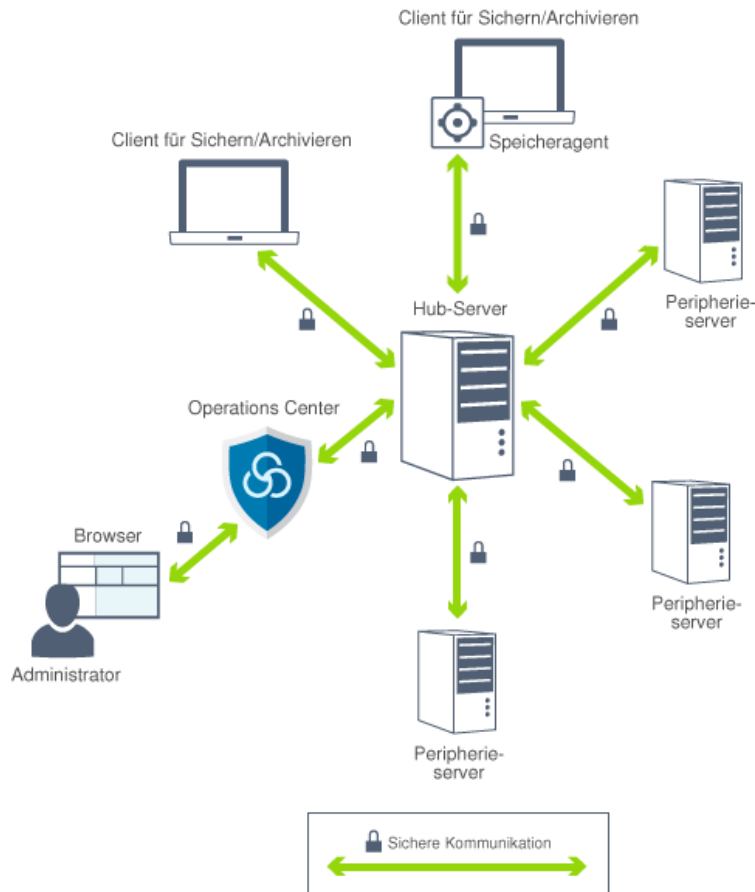 Client für Sichern/Archivieren
Speicheragent
Client für Sichern/Archivieren
Peripherie-
server
Hub-Server
Operations Center
Browser
Administrator
Peripherie-
server
Peripherie-
server
Sichere Kommunikation